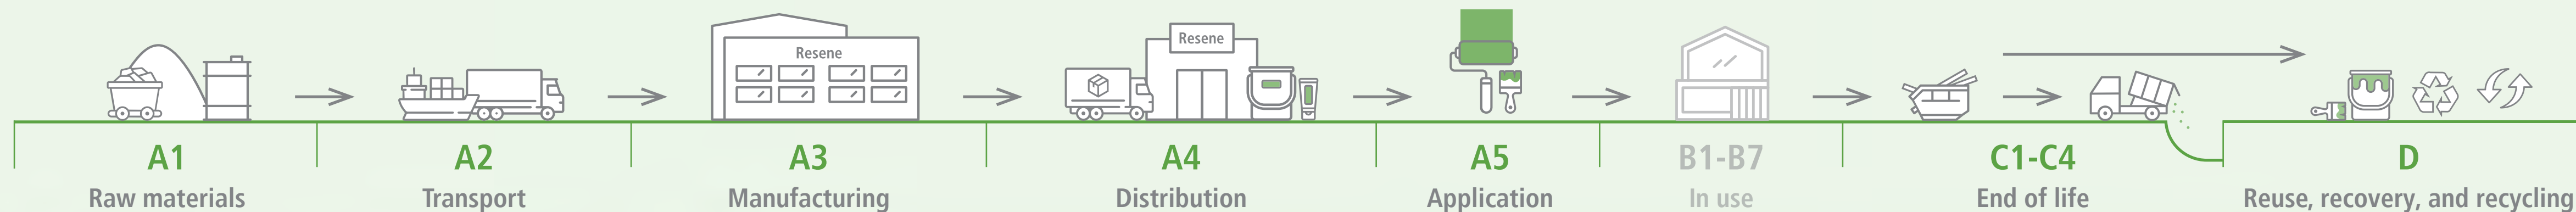 Resene
Resene
A1
A2
A3
A4
A5
B1-B7
C1-C4
D
Raw materials
Transport
Manufacturing
Distribution
Application
In use
End of life
Reuse, recovery, and recycling